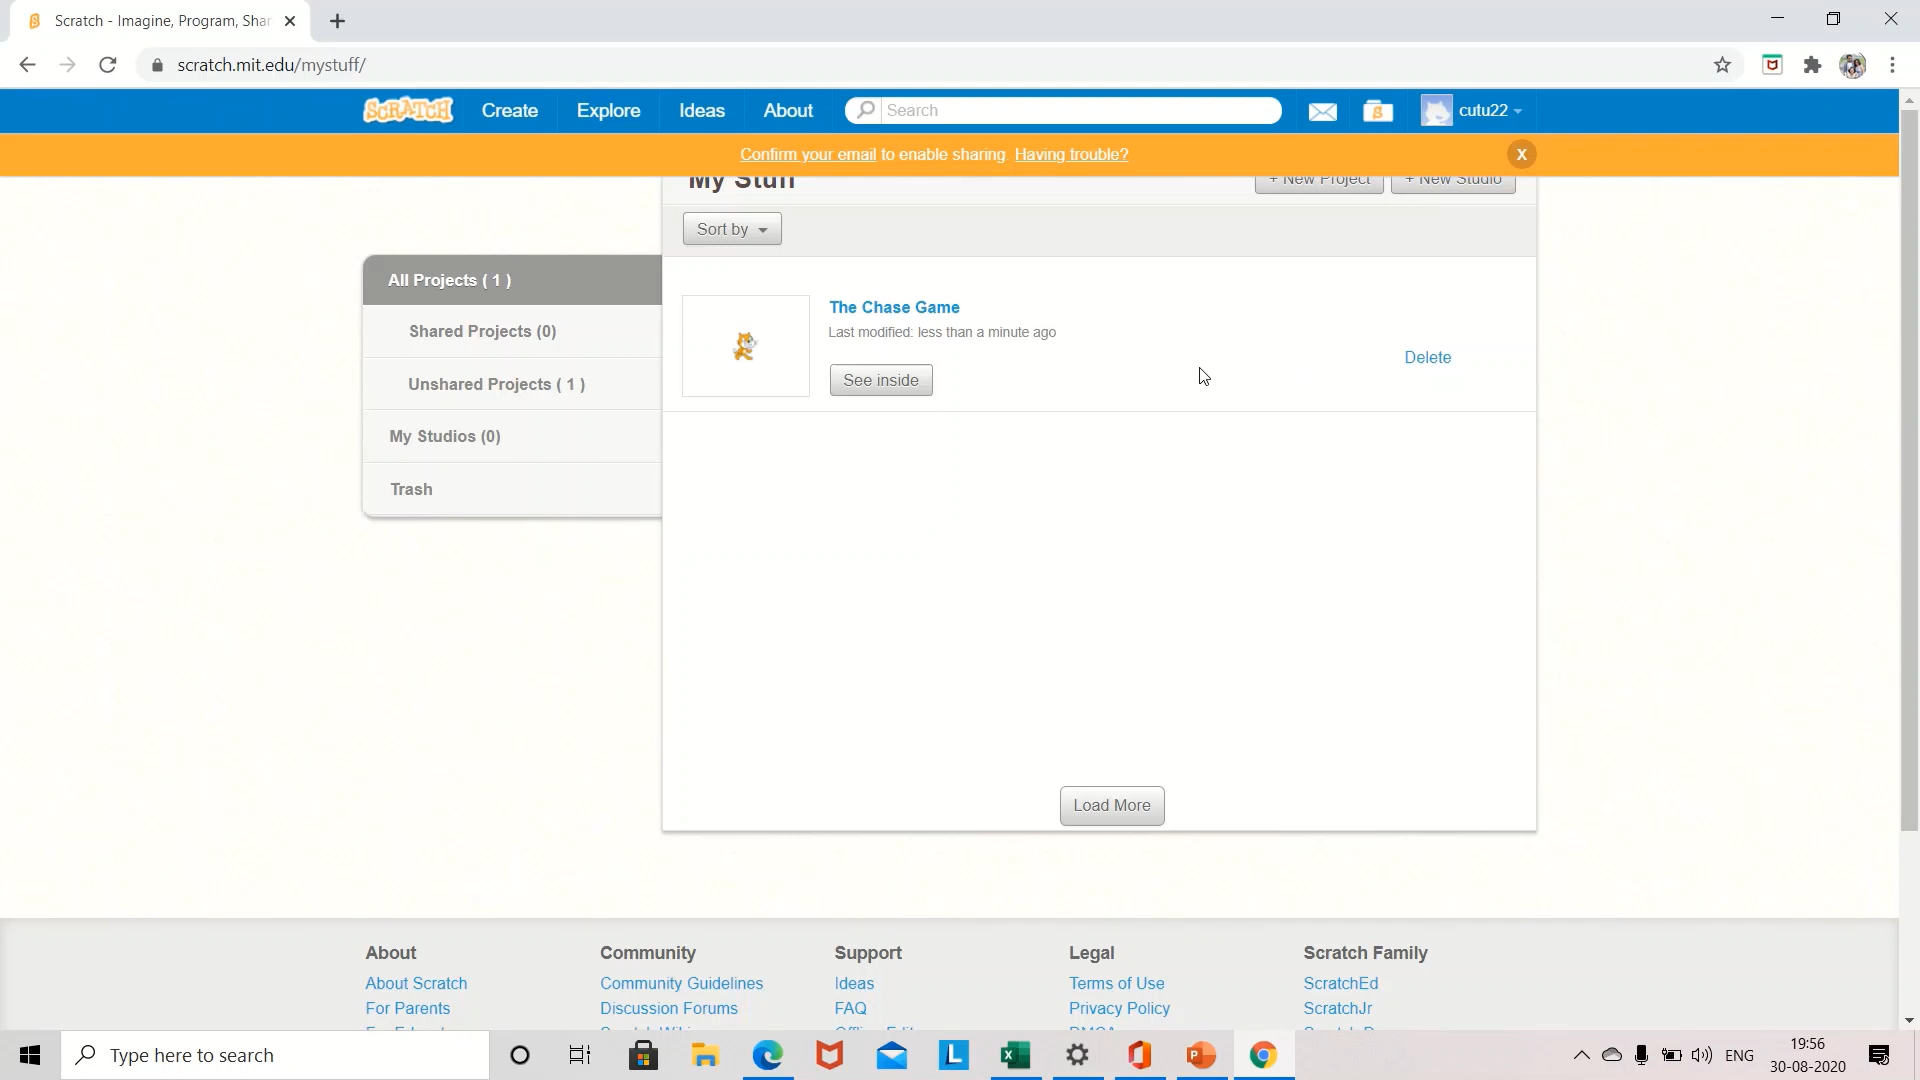 Scratch - Imagine, Program, Shar
scratch.mit.edu/mystuff/
SCRATCH Create Explore Ideas About Search cutu22
Confirm your email to enable sharing. Having trouble? X
My Stuff + New Project + New Studio
Sort by
All Projects ( 1 )
Shared Projects (0)
Unshared Projects ( 1 )
My Studios (0)
Trash
The Chase Game
Last modified: less than a minute ago
See inside
Delete
Load More
About Community Support Legal Scratch Family
About Scratch Community Guidelines Ideas Terms of Use ScratchEd
For Parents Discussion Forums FAQ Privacy Policy ScratchJr
DMCA
Type here to search
ENG
19:56
30-08-2020